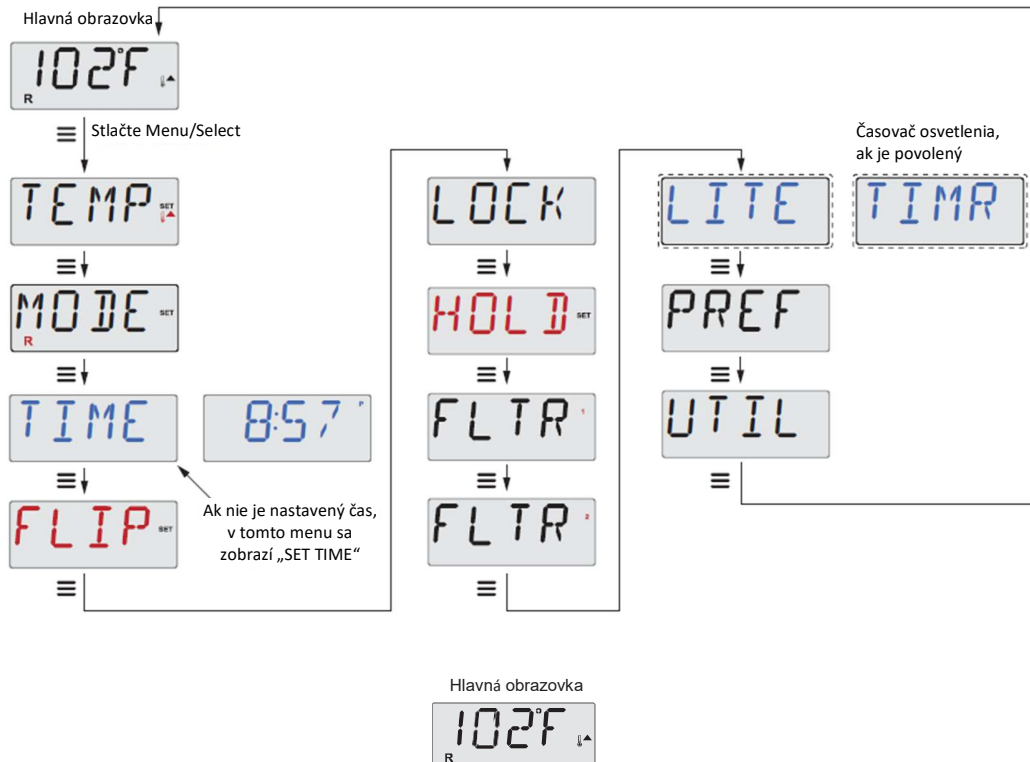 Hlavná obrazovka
102°F
R
Stlačte Menu/Select
TEMP SET
MODE SET
R
TIME
8:57 P
Ak nie je nastavený čas,
v tomto menu sa
zobrazí „SET TIME“
FLIP SET
LOCK
HOLD SET
FLTR 1
FLTR 2
LITE
Časovač osvetlenia,
ak je povolený
TIMR
PREF
UTIL
Hlavná obrazovka
102°F
R